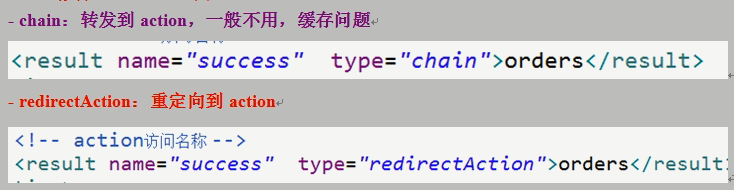 - chain：转发到 action，一般不用，缓存问题
<result name="success" type="chain">orders</result>
- redirectAction：重定向到 action
<!-- action访问名称 -->
<result name="success" type="redirectAction">orders</result